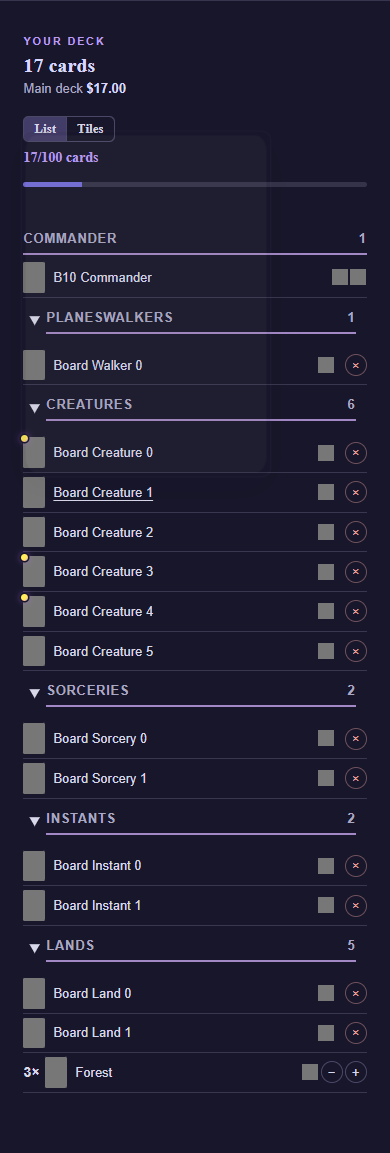 YOUR DECK
17 cards
Main deck $17.00
List Tiles
17/100 cards
COMMANDER 1
B10 Commander
PLANESWALKERS 1
Board Walker 0
CREATURES 6
Board Creature 0
Board Creature 1
Board Creature 2
Board Creature 3
Board Creature 4
Board Creature 5
SORCERIES 2
Board Sorcery 0
Board Sorcery 1
INSTANTS 2
Board Instant 0
Board Instant 1
LANDS 5
Board Land 0
Board Land 1
3× Forest − +